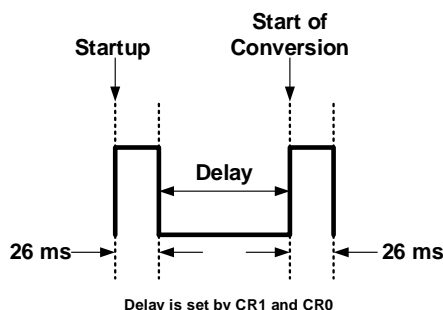 Startup
Start of
Conversion
Delay
26 ms
26 ms
Delay is set by CR1 and CR0